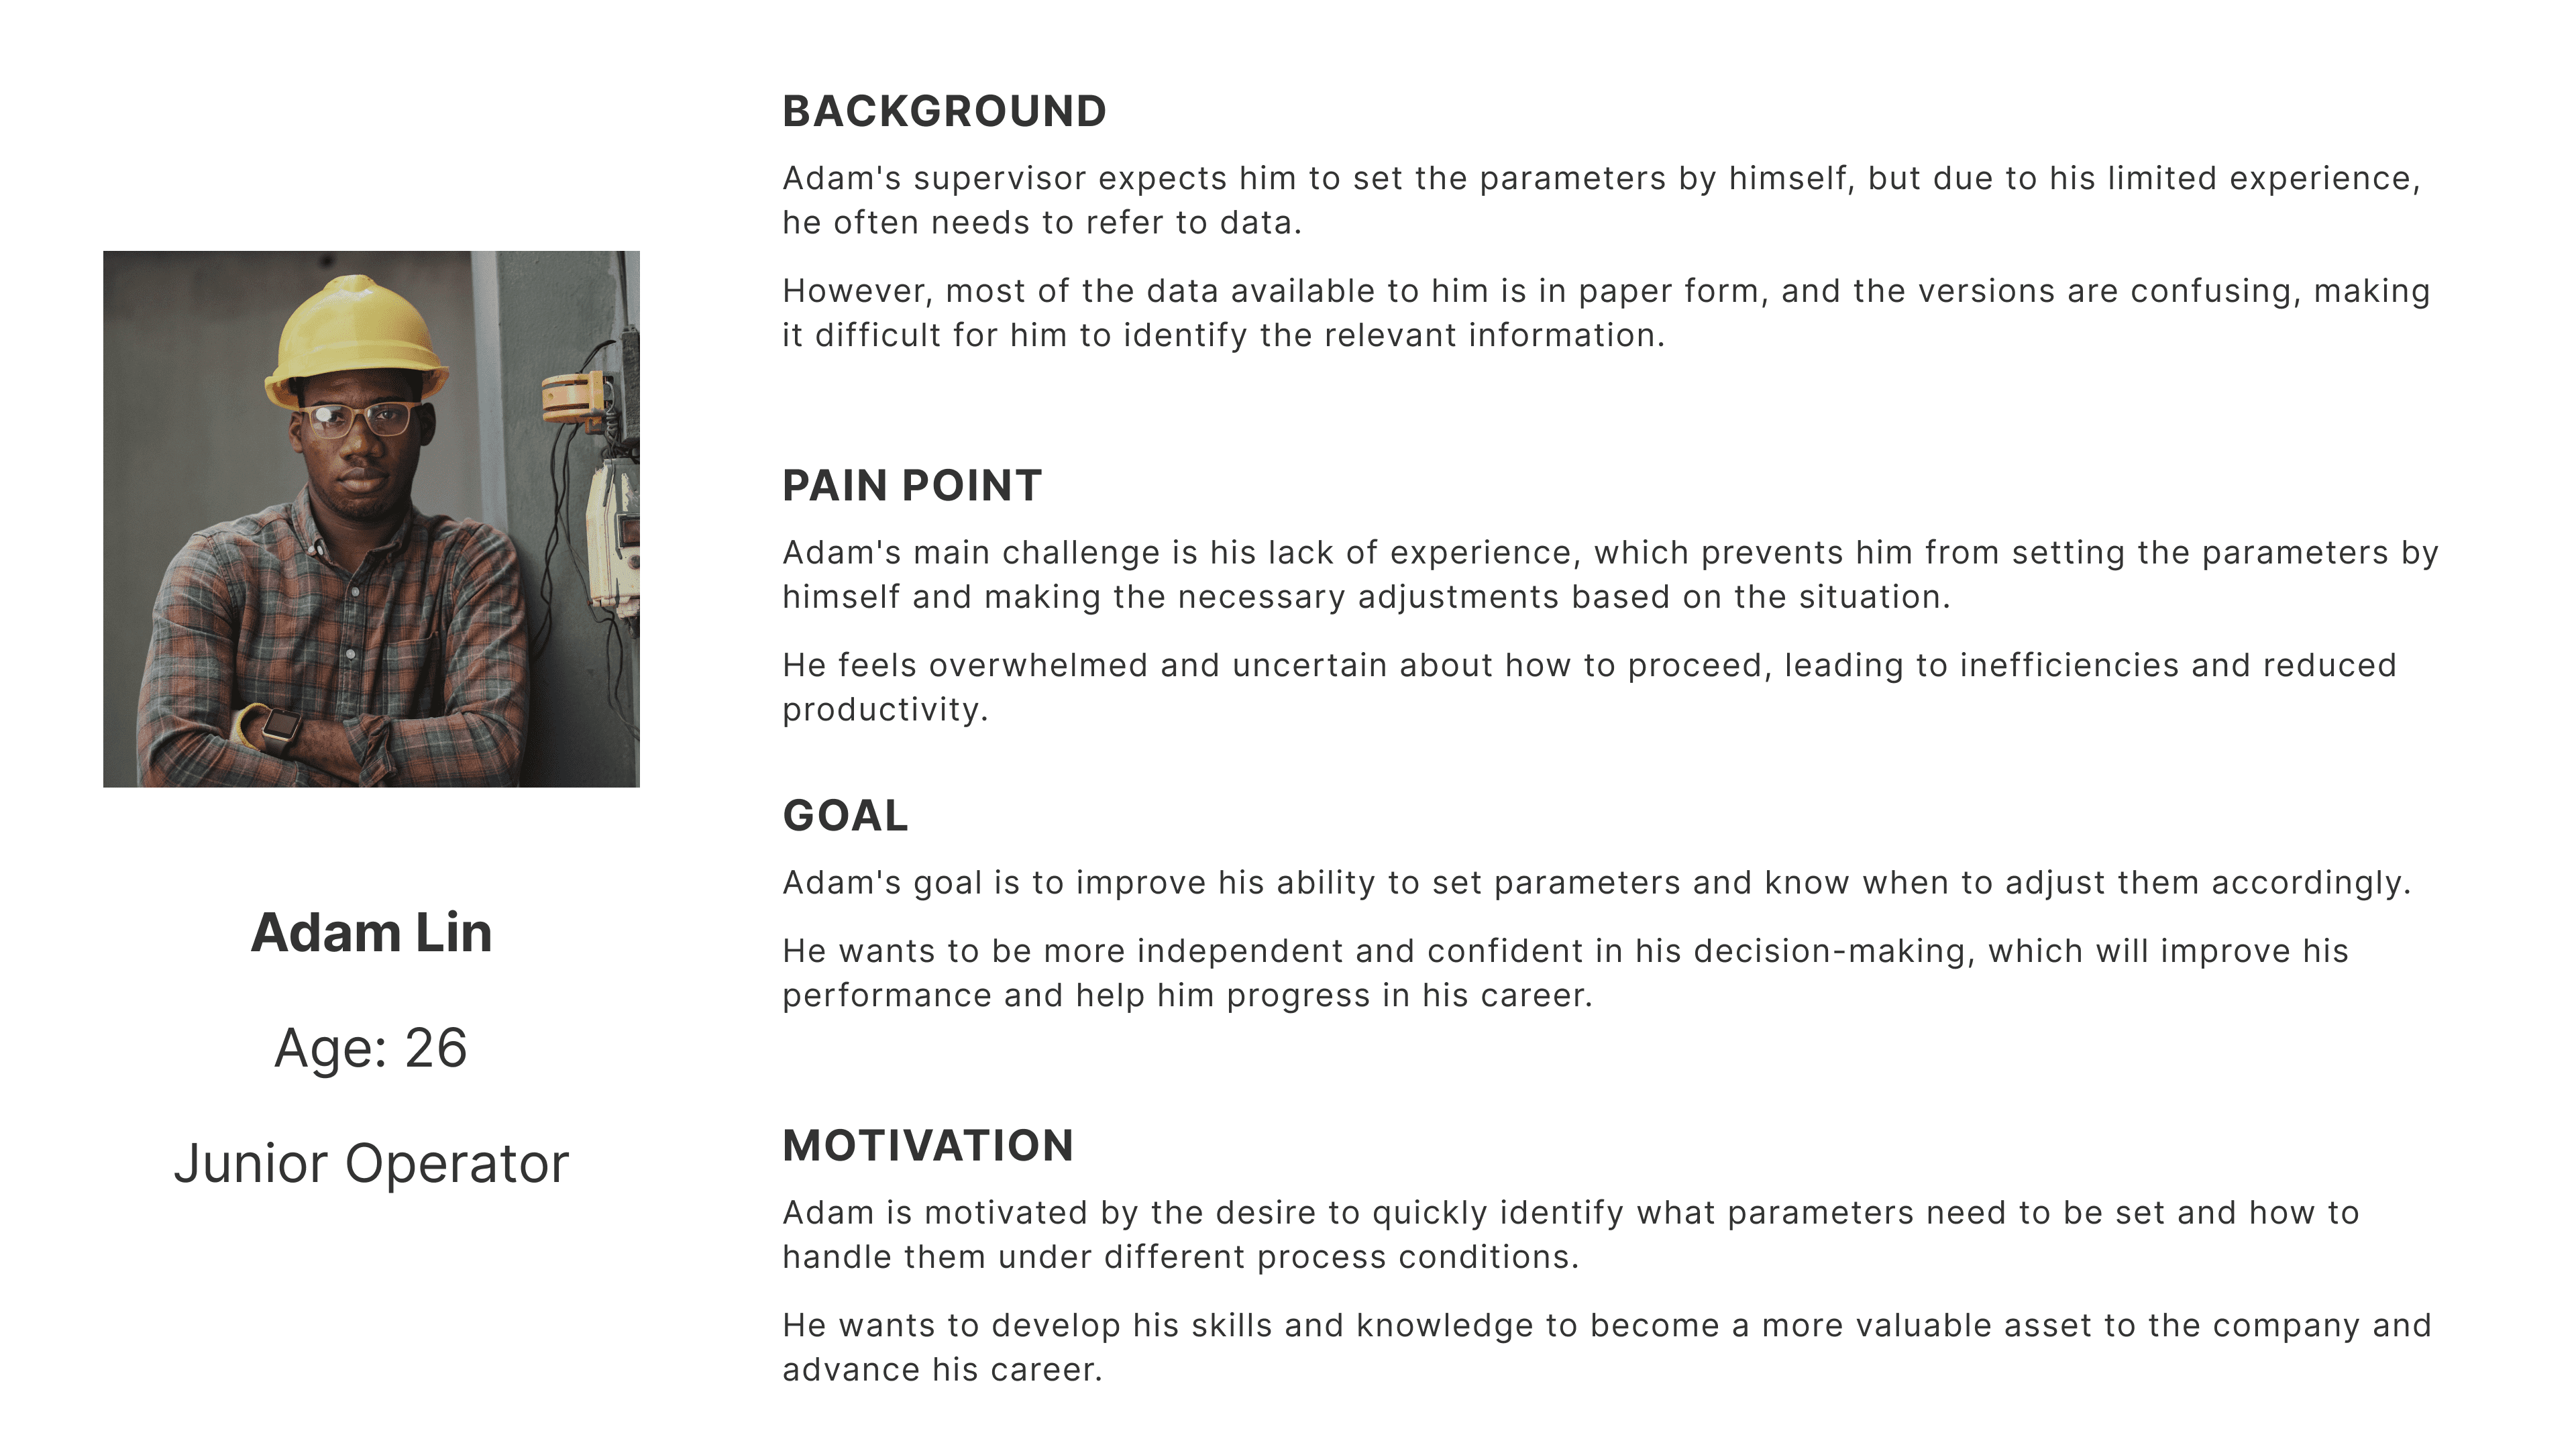 BACKGROUND
Adam's supervisor expects him to set the parameters by himself, but due to his limited experience,
he often needs to refer to data.
However, most of the data available to him is in paper form, and the versions are confusing, making
it difficult for him to identify the relevant information.
PAIN POINT
Adam's main challenge is his lack of experience, which prevents him from setting the parameters by
himself and making the necessary adjustments based on the situation.
He feels overwhelmed and uncertain about how to proceed, leading to inefficiencies and reduced
productivity.
GOAL
Adam's goal is to improve his ability to set parameters and know when to adjust them accordingly.
He wants to be more independent and confident in his decision-making, which will improve his
performance and help him progress in his career.
MOTIVATION
Adam is motivated by the desire to quickly identify what parameters need to be set and how to
handle them under different process conditions.
He wants to develop his skills and knowledge to become a more valuable asset to the company and
advance his career.
Adam Lin
Age: 26
Junior Operator